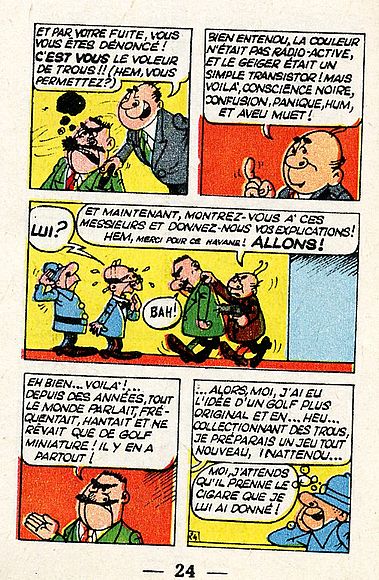 ET PAR VOTRE FUITE, VOUS
VOUS ÊTES DÉNONCÉ!
C'EST VOUS LE VOLEUR
DE TROUS!! (HEM, VOUS
PERMETTEZ?)
BIEN ENTENDU, LA COULEUR
N'ÉTAIT PAS RADIO-ACTIVE,
ET LE GEIGER ÉTAIT UN
SIMPLE TRANSISTOR! MAIS
VOILÀ, CONSCIENCE NOIRE,
CONFUSION, PANIQUE, HUM,
ET AVEU MUET!
LUI?
ET MAINTENANT, MONTREZ-VOUS À CES
MESSIEURS ET DONNEZ-NOUS VOS EXPLICATIONS!
HEM, MERCI POUR CE HAVANE! ALLONS!
BAH!
EH BIEN... VOILÀ!...
DEPUIS DES ANNÉES, TOUT
LE MONDE PARLAIT, FRÉ-
QUENTAIT, HANTAIT ET NE
RÊVAIT QUE DE GOLF
MINIATURE! IL Y EN A
PARTOUT!
...ALORS, MOI, J'AI EU
L'IDÉE D'UN GOLF PLUS
ORIGINAL ET EN... HEU...
COLLECTIONNANT DES TROUS,
JE PRÉPARAIS UN JEU TOUT
NOUVEAU, INATTENDU...
MOI, J'ATTENDS
QU'IL PRENNE LE
CIGARE QUE JE
LUI AI DONNÉ!
24
— 24 —